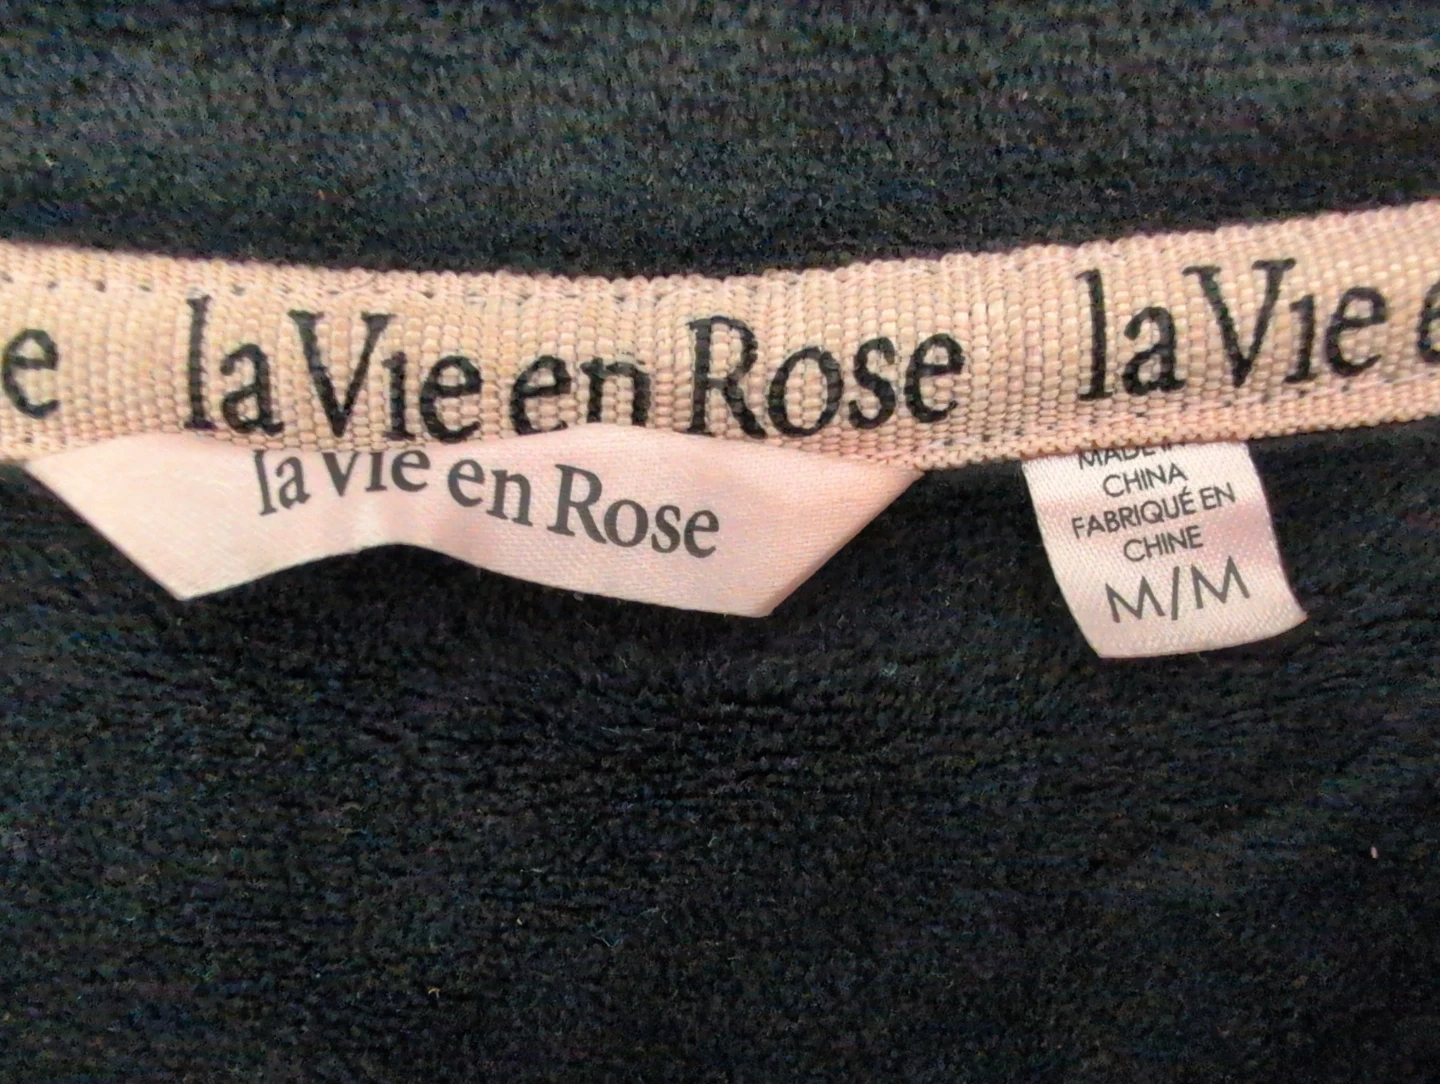 e la Vie en Rose la Vie e
la Vie en Rose
MADE IN
CHINA
FABRIQUÉ EN
CHINE
M/M